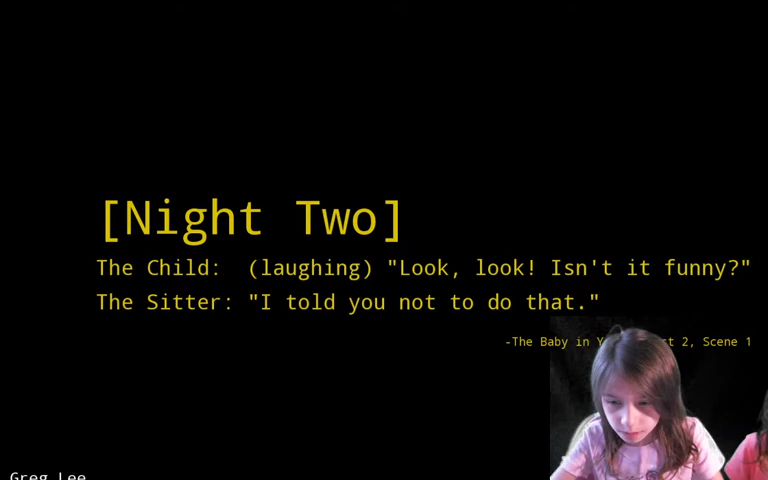 [Night Two]
The Child: (laughing) "Look, look! Isn't it funny?"
The Sitter: "I told you not to do that."
-The Baby in 2, Scene 1
Greg Lee